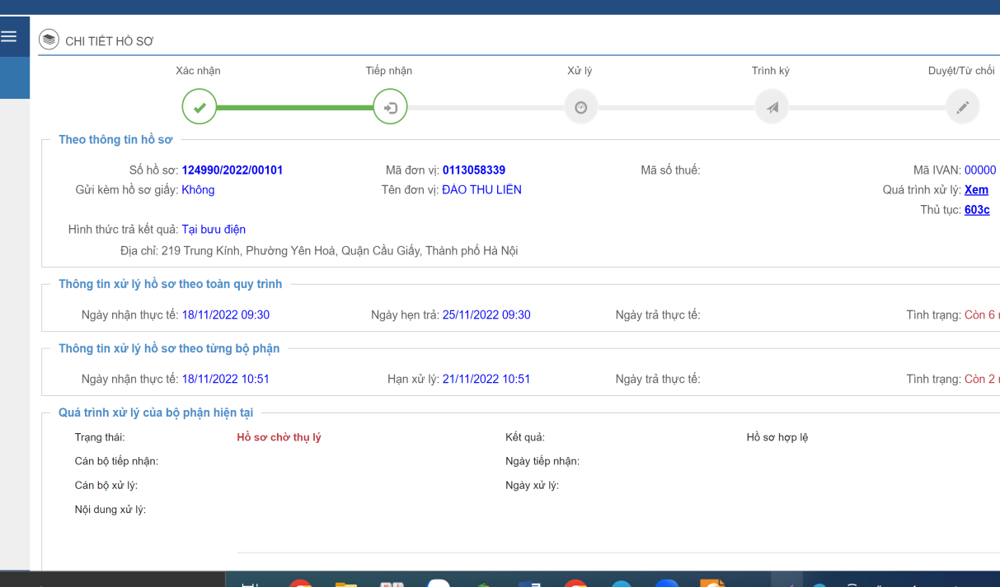 CHI TIẾT HỒ SƠ
Xác nhận Tiếp nhận Xử lý Trình ký Duyệt/Từ chối
Theo thông tin hồ sơ
Số hồ sơ: 124990/2022/00101 Mã đơn vị: 0113058339 Mã số thuế: Mã IVAN: 00000
Gửi kèm hồ sơ giấy: Không Tên đơn vị: ĐÀO THU LIÊN Quá trình xử lý: Xem
Thủ tục: 603c
Hình thức trả kết quả: Tại bưu điện
Địa chỉ: 219 Trung Kính, Phường Yên Hoà, Quận Cầu Giấy, Thành phố Hà Nội
Thông tin xử lý hồ sơ theo toàn quy trình
Ngày nhận thực tế: 18/11/2022 09:30 Ngày hẹn trả: 25/11/2022 09:30 Ngày trả thực tế: Tình trạng: Còn 6
Thông tin xử lý hồ sơ theo từng bộ phận
Ngày nhận thực tế: 18/11/2022 10:51 Hạn xử lý: 21/11/2022 10:51 Ngày trả thực tế: Tình trạng: Còn 2
Quá trình xử lý của bộ phận hiện tại
Trạng thái: Hồ sơ chờ thụ lý Kết quả: Hồ sơ hợp lệ
Cán bộ tiếp nhận: Ngày tiếp nhận:
Cán bộ xử lý: Ngày xử lý:
Nội dung xử lý: